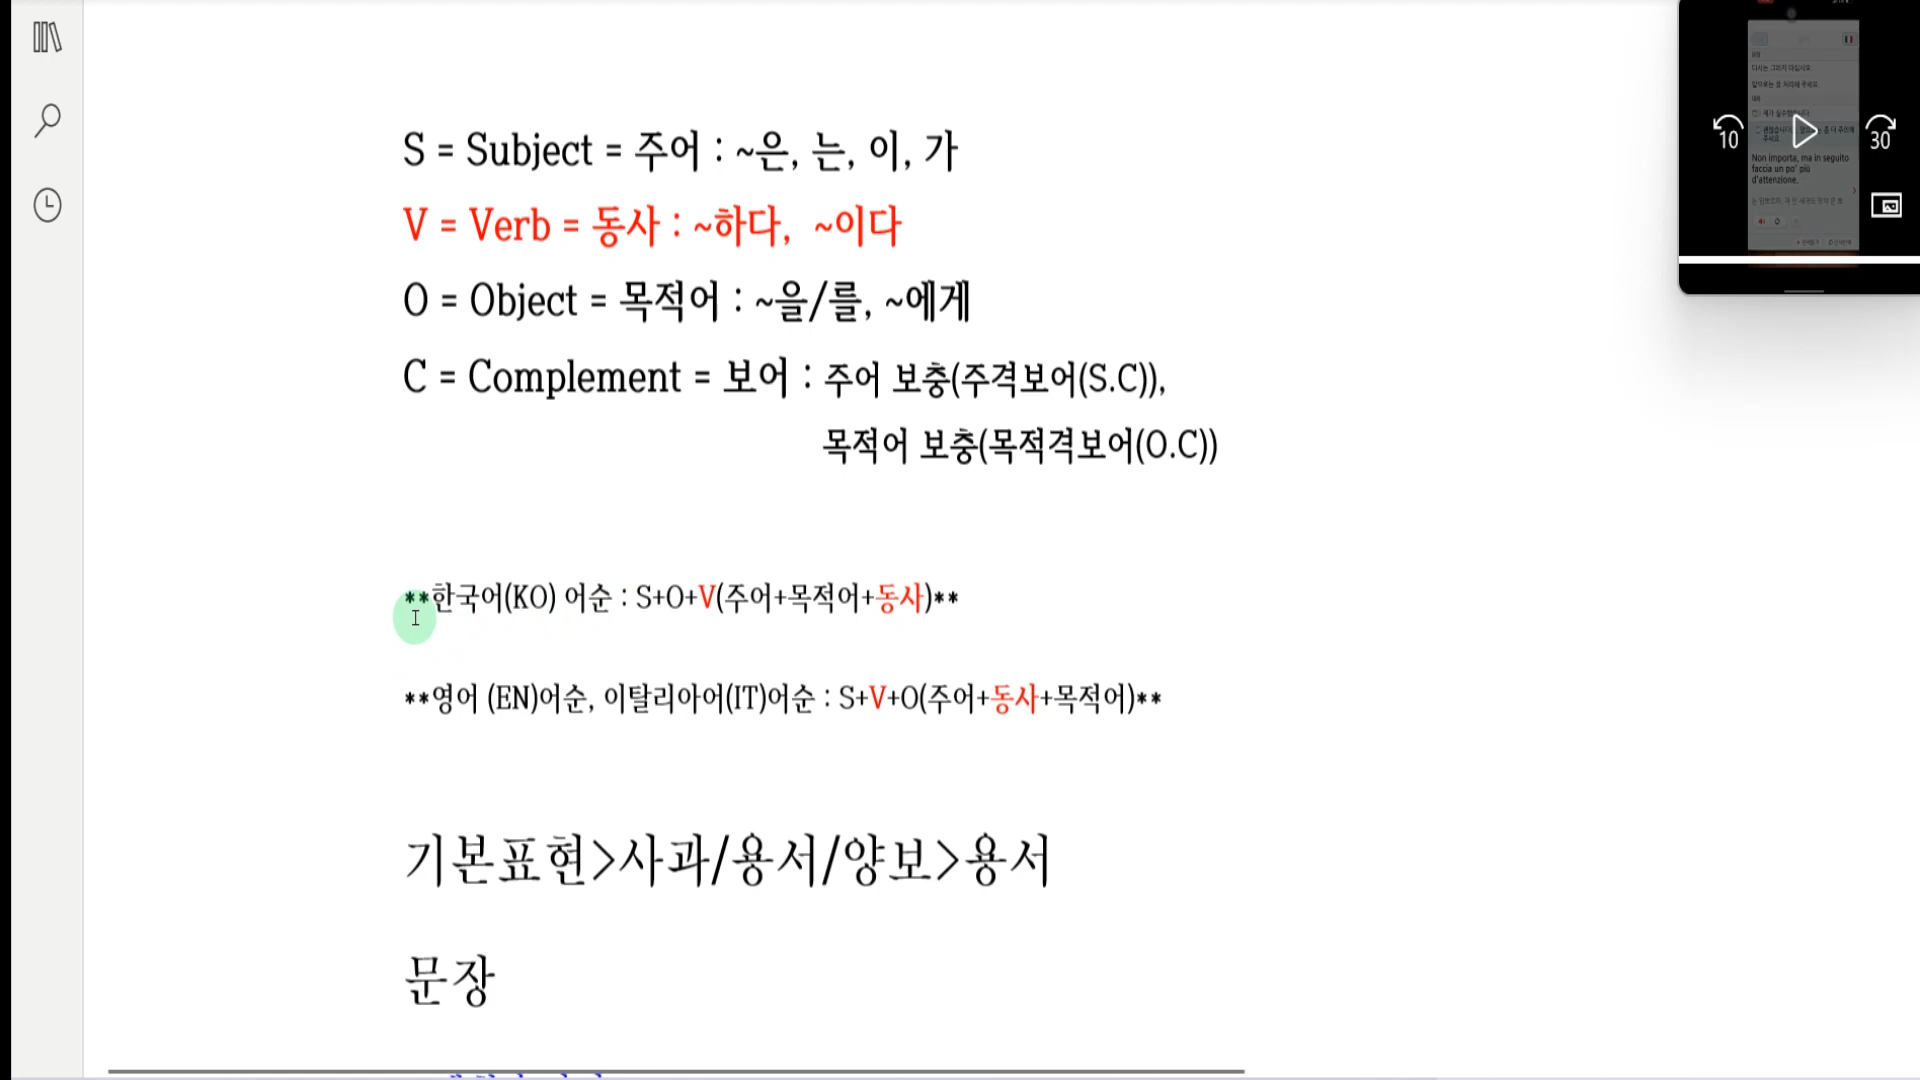 S = Subject = 주어 : ~은, 는, 이, 가
V = Verb = 동사 : ~하다, ~이다
O = Object = 목적어 : ~을/를, ~에게
C = Complement = 보어 : 주어 보충(주격보어(S.C)),
목적어 보충(목적격보어(O.C))
**한국어(KO) 어순 : S+O+V(주어+목적어+동사)**
**영어 (EN)어순, 이탈리아어(IT)어순 : S+V+O(주어+동사+목적어)**
기본표현>사과/용서/양보>용서
문장
10
30
Non importa, ma in seguito
faccia un po' più
d'attenzione.